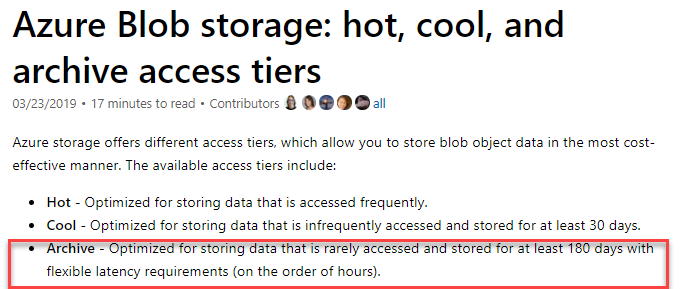 Azure Blob storage: hot, cool, and
archive access tiers
03/23/2019 • 17 minutes to read • Contributors all
Azure storage offers different access tiers, which allow you to store blob object data in the most cost-
effective manner. The available access tiers include:
• Hot - Optimized for storing data that is accessed frequently.
• Cool - Optimized for storing data that is infrequently accessed and stored for at least 30 days.
• Archive - Optimized for storing data that is rarely accessed and stored for at least 180 days with
flexible latency requirements (on the order of hours).